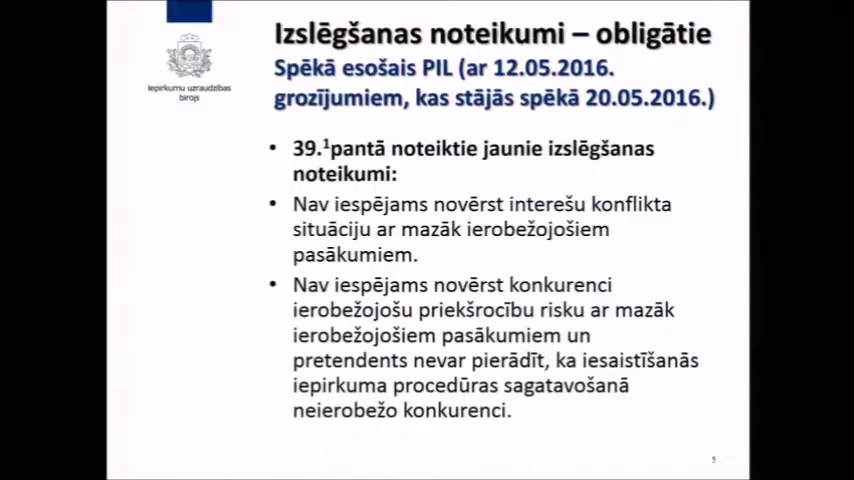 Izslēgšanas noteikumi – obligātie
Spēkā esošais PIL (ar 12.05.2016.
grozījumiem, kas stājās spēkā 20.05.2016.)
Iepirkumu uzraudzības
birojs
• 39.¹pantā noteiktie jaunie izslēgšanas
noteikumi:
• Nav iespējams novērst interešu konflikta
situāciju ar mazāk ierobežojošiem
pasākumiem.
• Nav iespējams novērst konkurenci
ierobežojošu priekšrocību risku ar mazāk
ierobežojošiem pasākumiem un
pretendents nevar pierādīt, ka iesaistīšanās
iepirkuma procedūras sagatavošanā
neierobežo konkurenci.
5